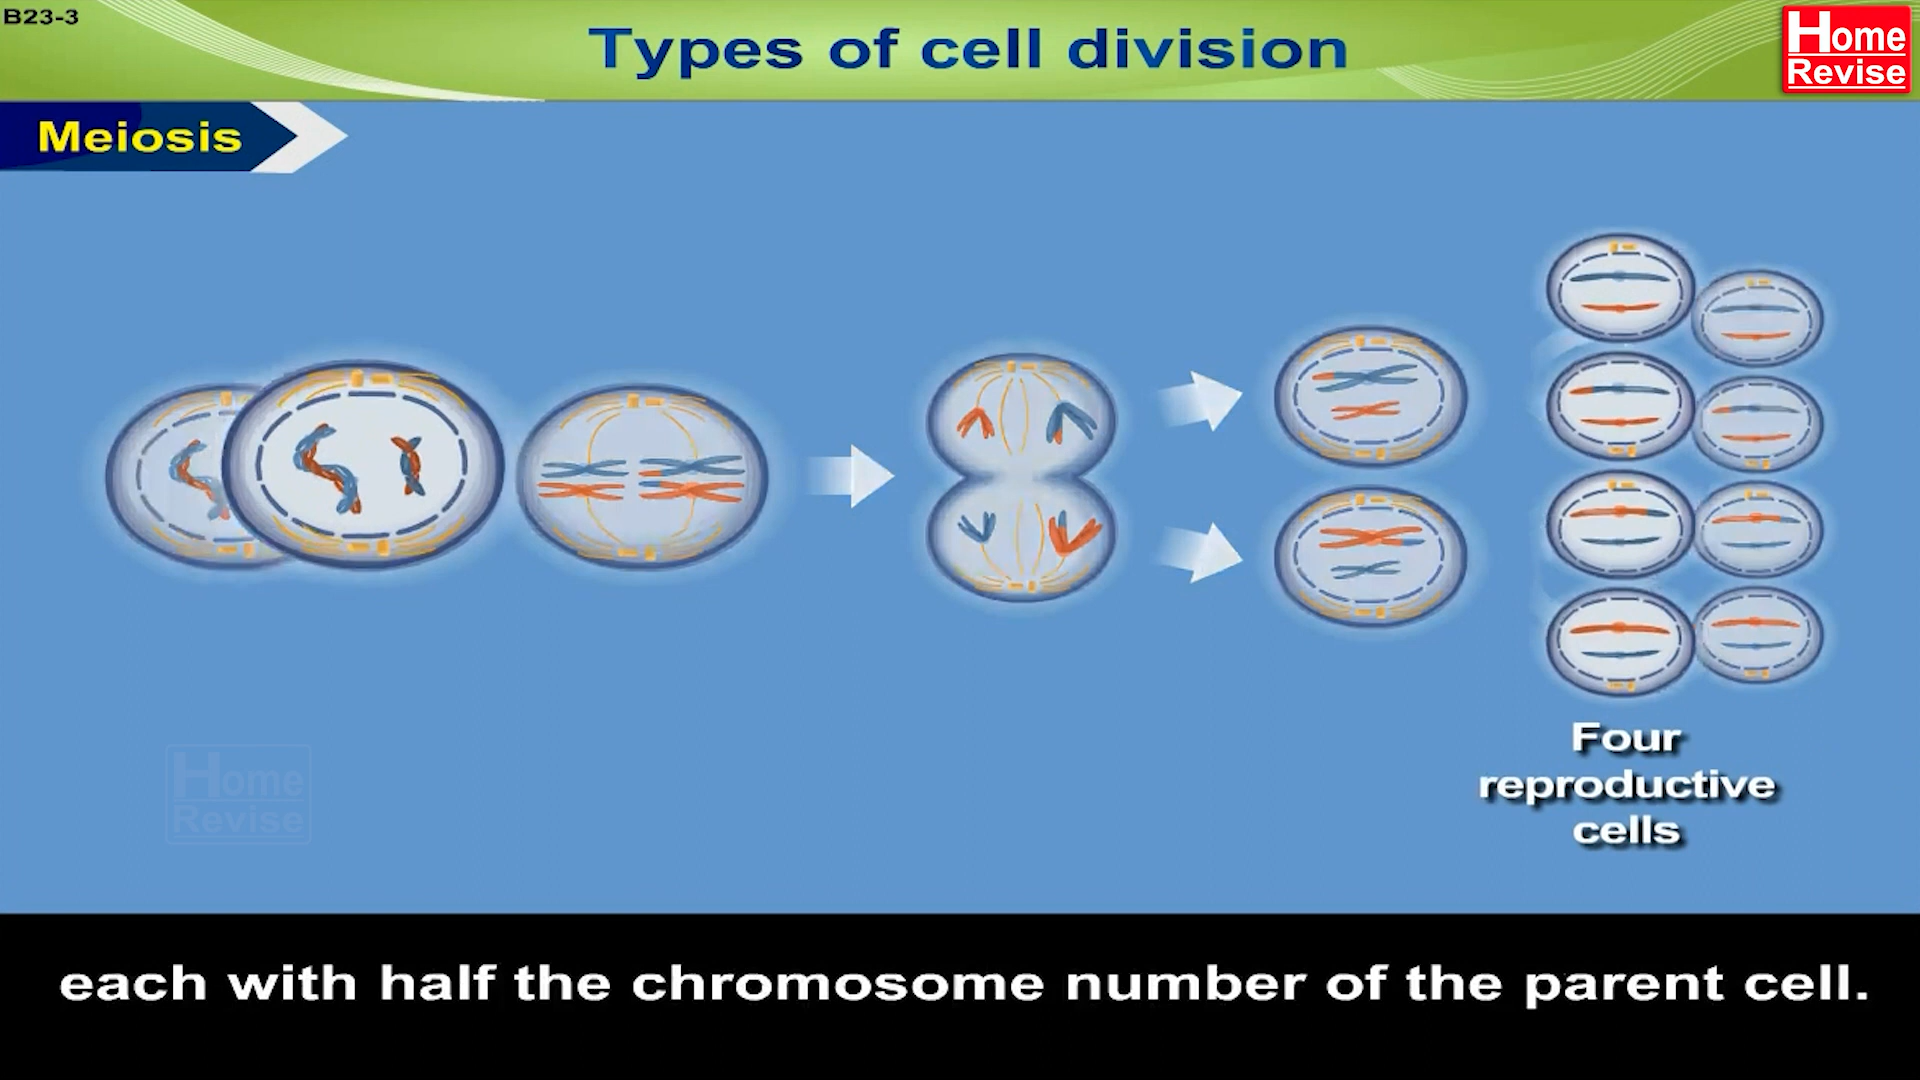 B23-3
Types of cell division
Home
Revise
Meiosis
Home
Revise
Four
reproductive
cells
each with half the chromosome number of the parent cell.